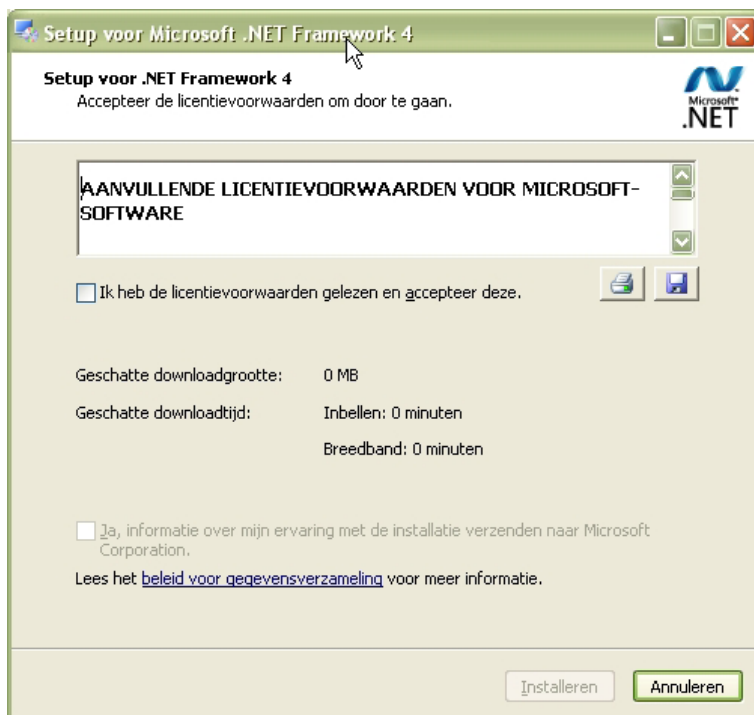 Setup voor Microsoft .NET Framework 4
Setup voor .NET Framework 4
Accepteer de licentievoorwaarden om door te gaan.
Microsoft®
.NET
AANVULLENDE LICENTIEVOORWAARDEN VOOR MICROSOFT-
SOFTWARE
Ik heb de licentievoorwaarden gelezen en accepteer deze.
Geschatte downloadgrootte: 0 MB
Geschatte downloadtijd: Inbellen: 0 minuten
Breedband: 0 minuten
Ja, informatie over mijn ervaring met de installatie verzenden naar Microsoft
Corporation.
Lees het beleid voor gegevensverzameling voor meer informatie.
Installeren Annuleren